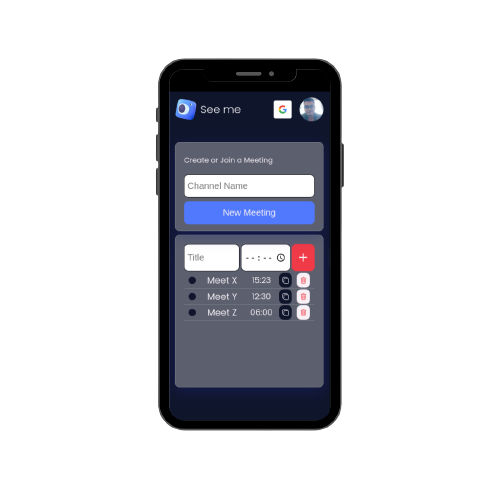 See me
Create or Join a Meeting
Channel Name
New Meeting
Title --:-- +
Meet X 15:23
Meet Y 12:30
Meet Z 06:00